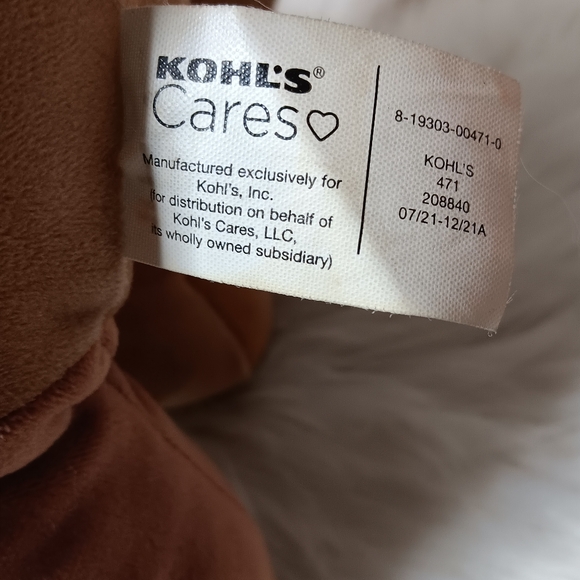 KOHL'S®
Cares♡
Manufactured exclusively for
Kohl's, Inc.
(for distribution on behalf of
Kohl's Cares, LLC,
its wholly owned subsidiary)
8-19303-00471-0
KOHL'S
471
208840
07/21-12/21A